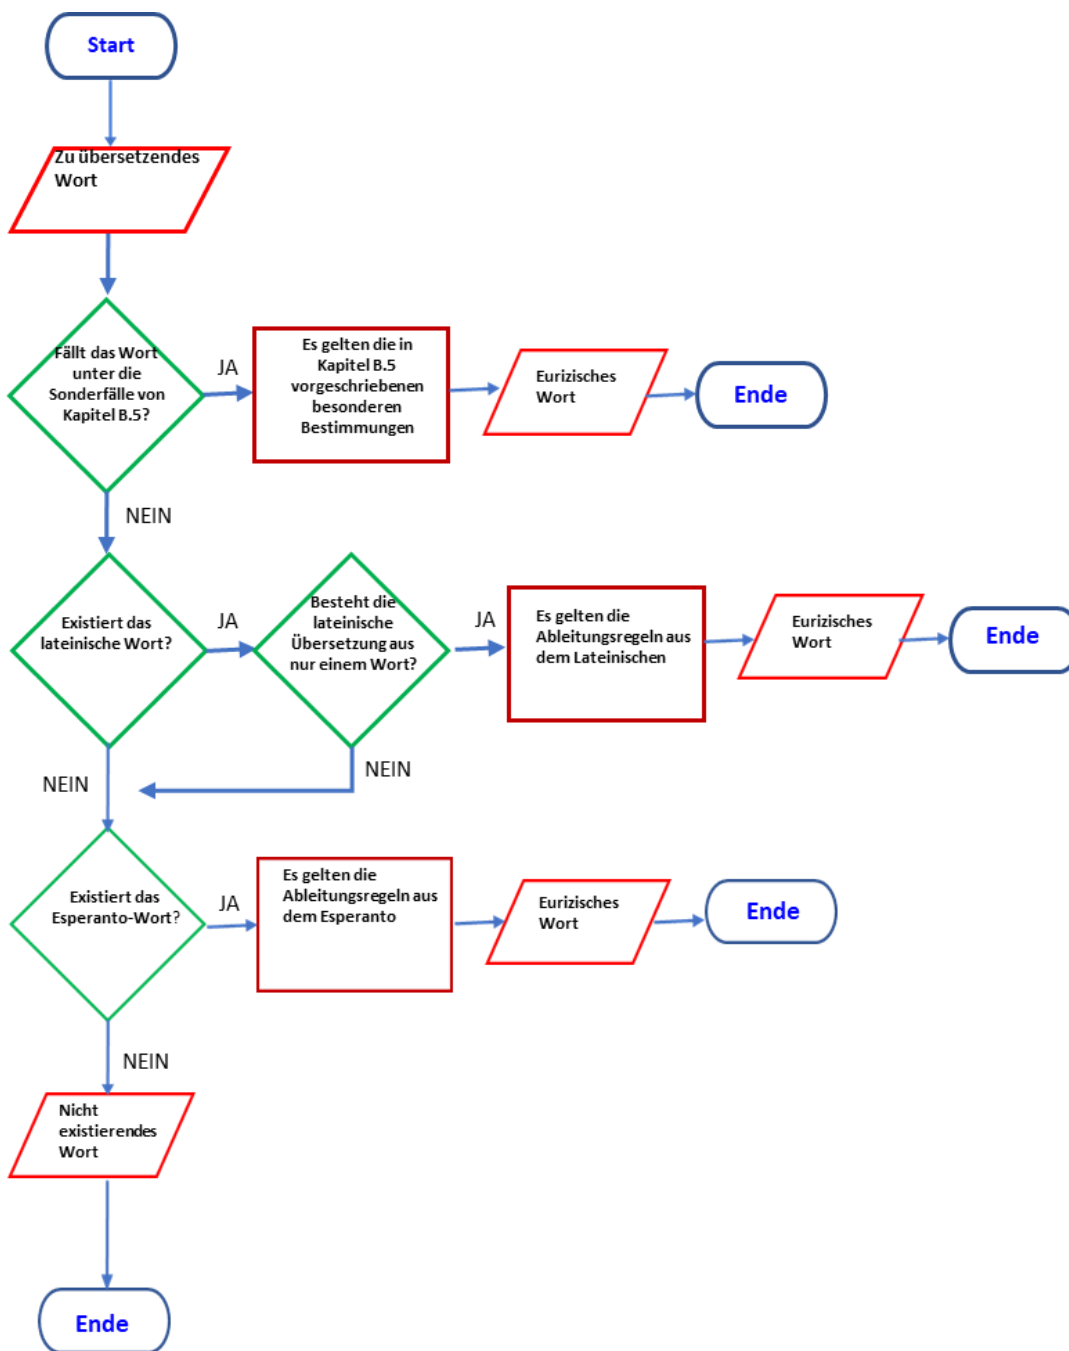 Start
Zu übersetzendes
Wort
Fällt das Wort
unter die
Sonderfälle von
Kapitel B.5?
JA
Es gelten die in
Kapitel B.5
vorgeschriebenen
besonderen
Bestimmungen
Eurizisches
Wort
Ende
NEIN
Existiert das
lateinische Wort?
JA
Besteht die
lateinische
Übersetzung aus
nur einem Wort?
JA
Es gelten die
Ableitungsregeln aus
dem Lateinischen
Eurizisches
Wort
Ende
NEIN
NEIN
Existiert das
Esperanto-Wort?
JA
Es gelten die
Ableitungsregeln aus
dem Esperanto
Eurizisches
Wort
Ende
NEIN
Nicht
existierendes
Wort
Ende